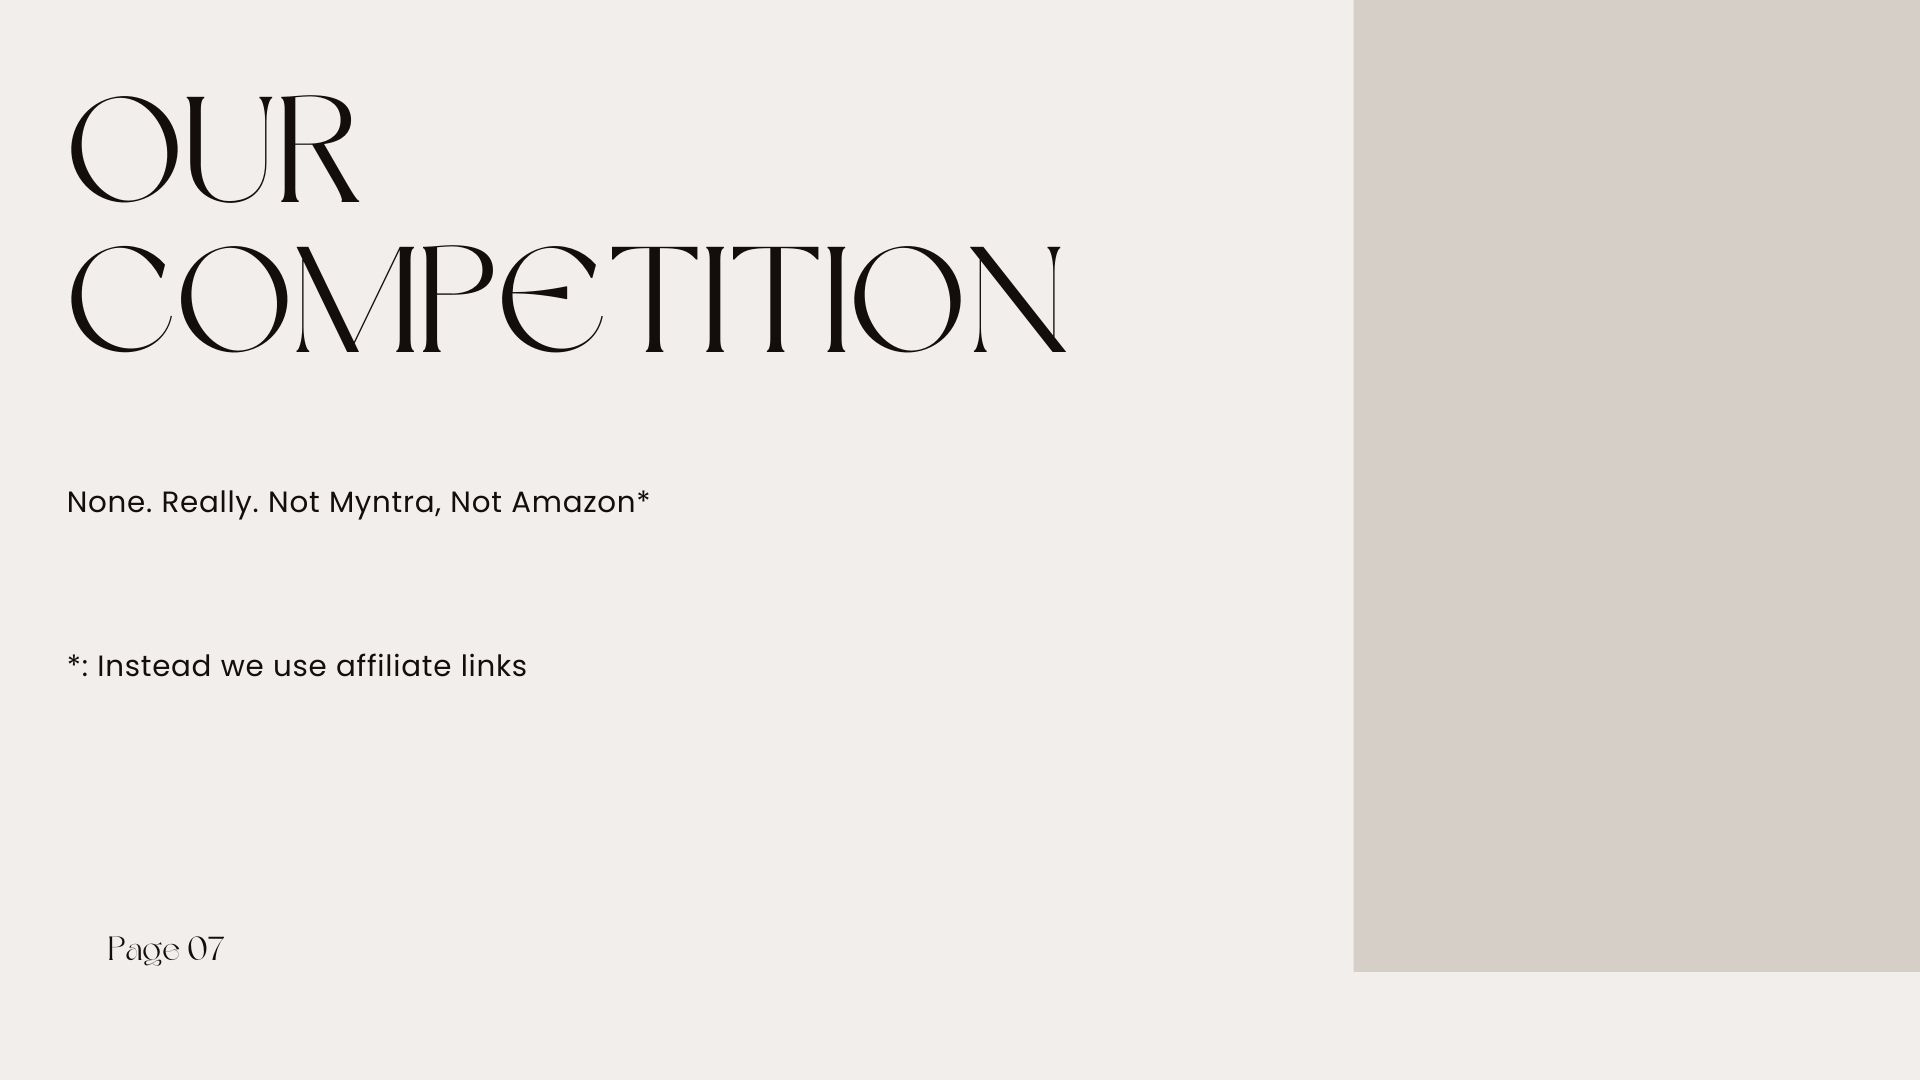 OUR
COMPETITION
None. Really. Not Myntra, Not Amazon*
*: Instead we use affiliate links
Page 07